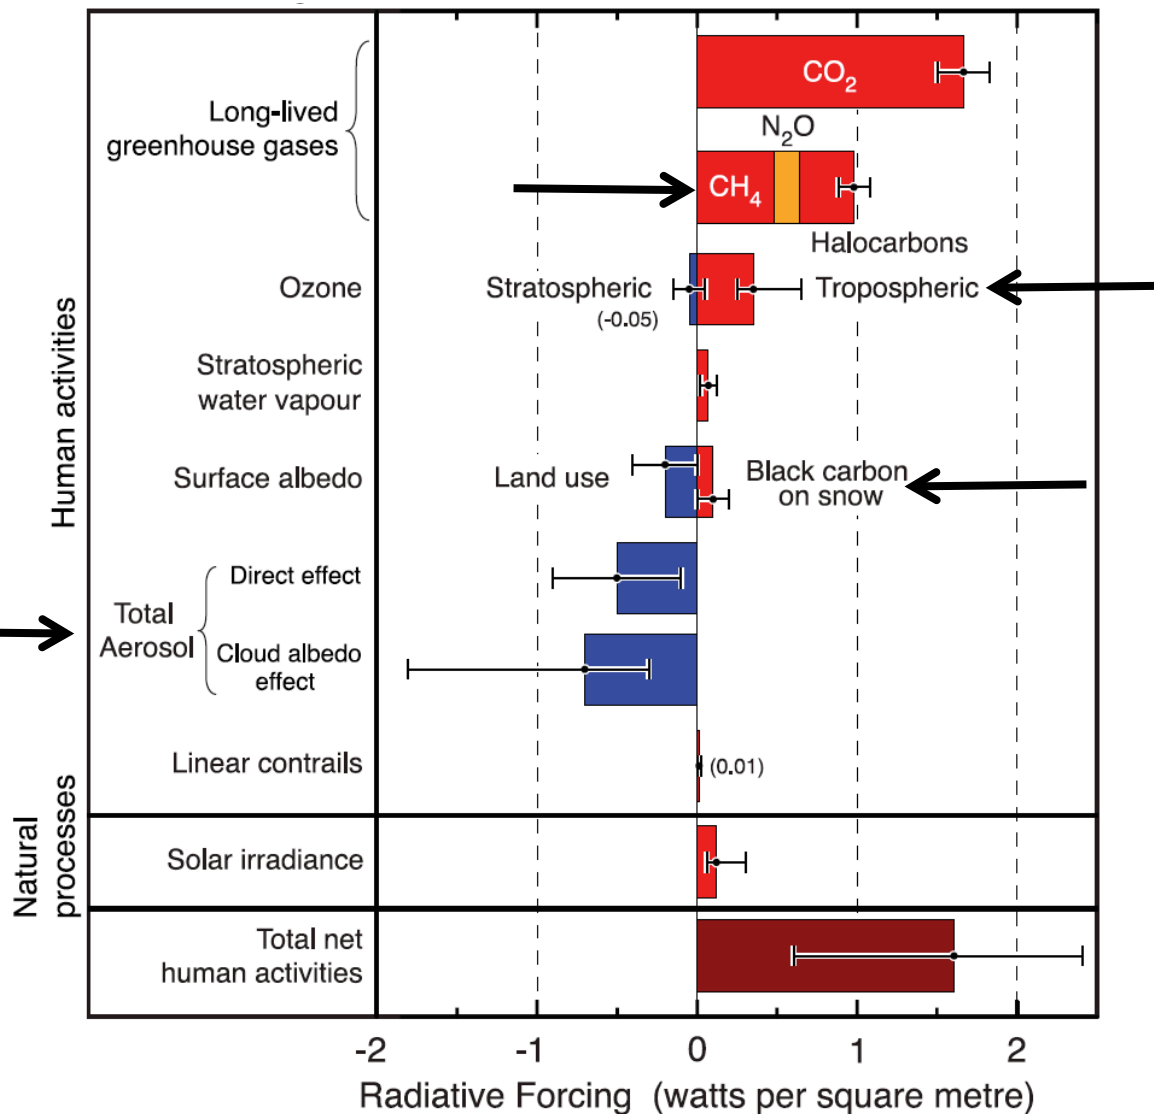 Human activities
Long-lived
greenhouse gases
CO₂
N₂O
CH₄
Halocarbons
Ozone
Stratospheric
(-0.05)
Tropospheric
Stratospheric
water vapour
Surface albedo
Land use
Black carbon
on snow
Total
Aerosol
Direct effect
Cloud albedo
effect
Linear contrails
(0.01)
Natural
processes
Solar irradiance
Total net
human activities
-2 -1 0 1 2
Radiative Forcing (watts per square metre)